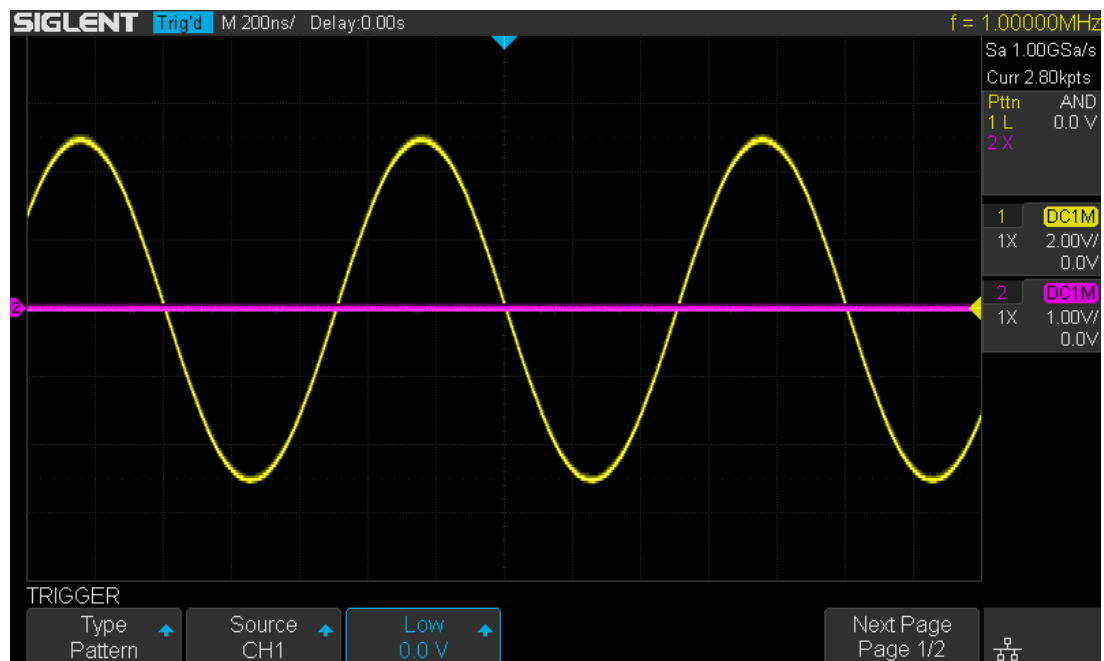 SIGLENT Trig'd M 200ns/ Delay:0.00s f = 1.00000MHz
Sa 1.00GSa/s
Curr 2.80kpts
Pttn AND
1 L 0.0 V
2 X
1 DC1M
1X 2.00V/
0.0V
2 DC1M
1X 1.00V/
0.0V
2
TRIGGER
Type Source Low Next Page
Pattern CH1 0.0 V Page 1/2